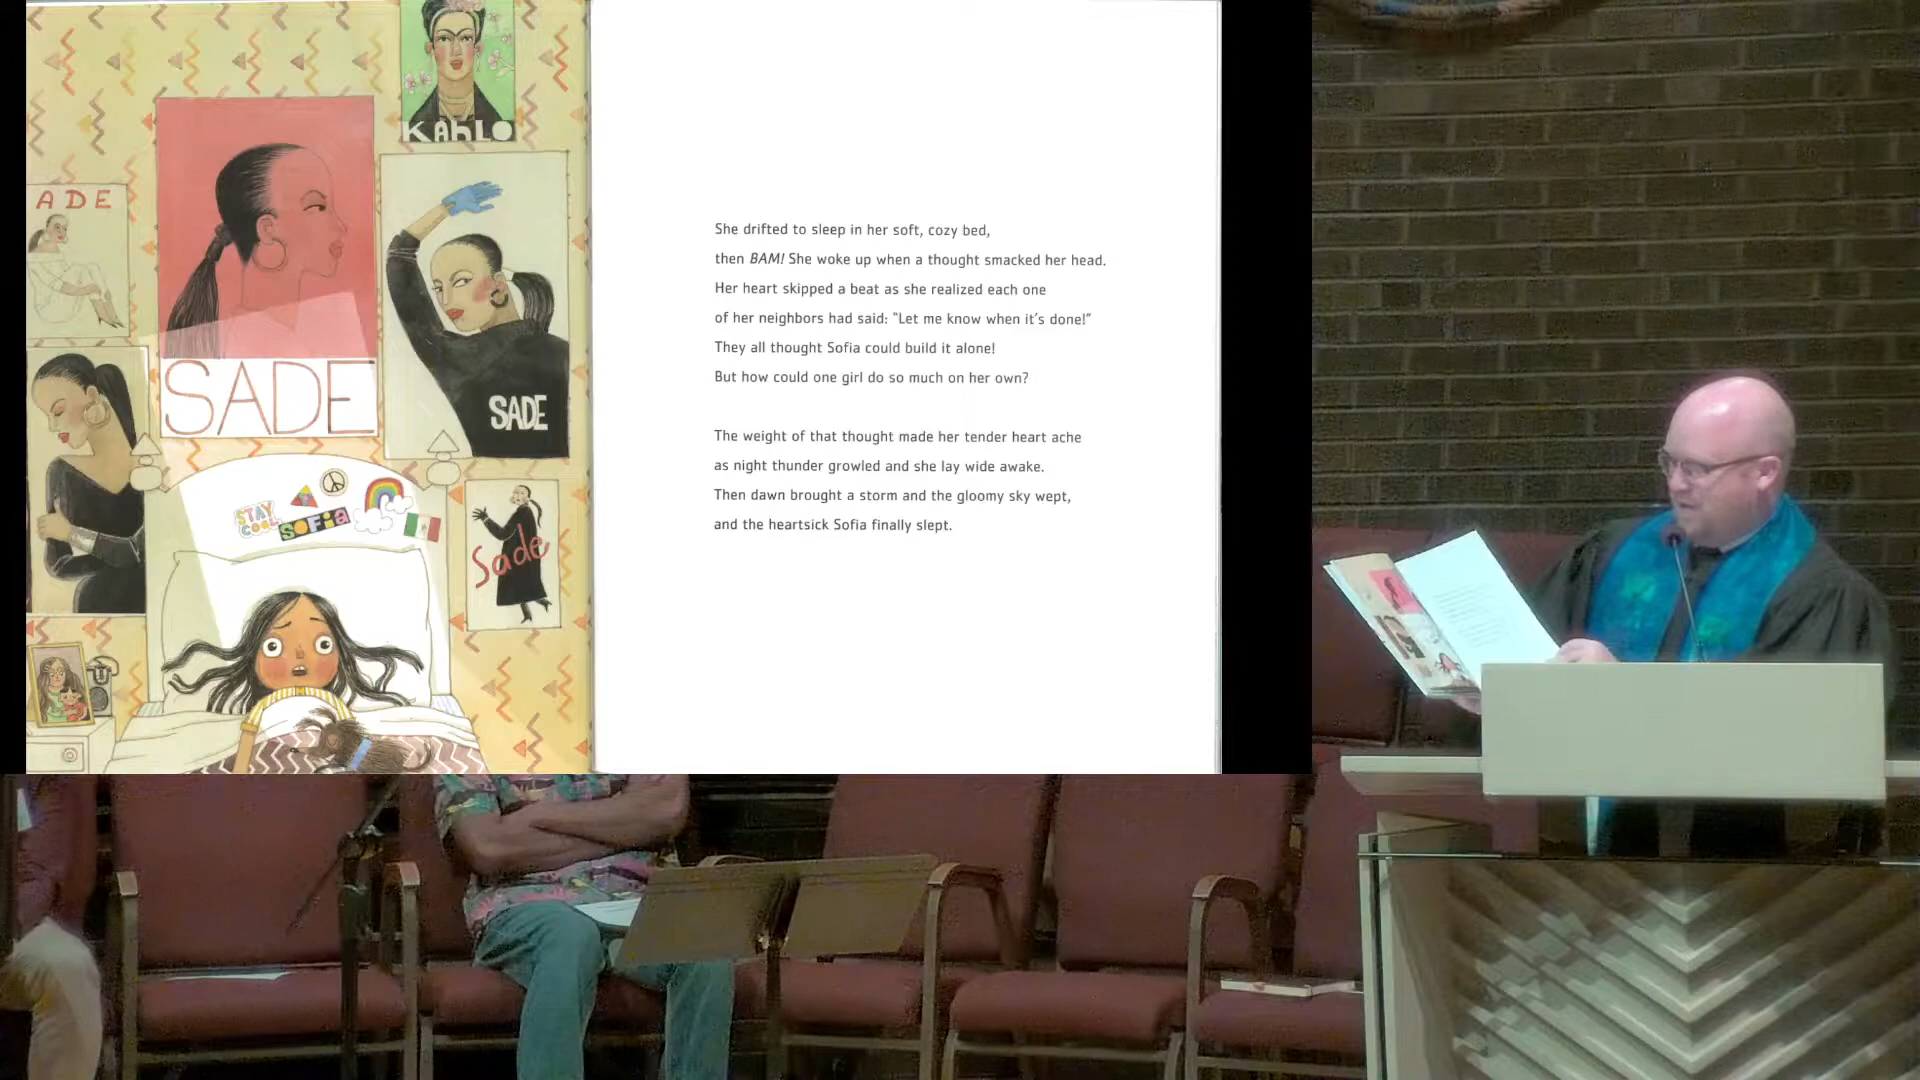 KAhLO
ADE
SADE
SADE
STAY
COOL
SOFiA
Sade
She drifted to sleep in her soft, cozy bed,
then BAM! She woke up when a thought smacked her head.
Her heart skipped a beat as she realized each one
of her neighbors had said: “Let me know when it’s done!”
They all thought Sofia could build it alone!
But how could one girl do so much on her own?
The weight of that thought made her tender heart ache
as night thunder growled and she lay wide awake.
Then dawn brought a storm and the gloomy sky wept,
and the heartsick Sofia finally slept.